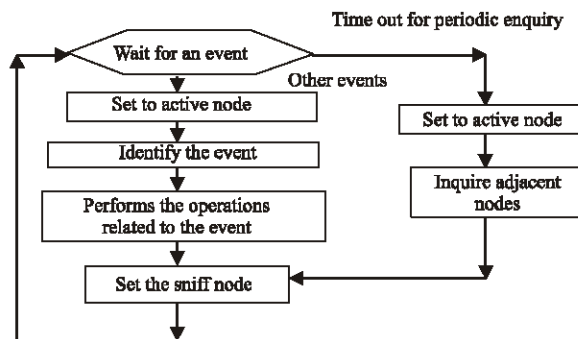 Time out for periodic enquiry
Wait for an event
Other events
Set to active node
Identify the event
Performs the operations
related to the event
Set the sniff node
Set to active node
Inquire adjacent
nodes